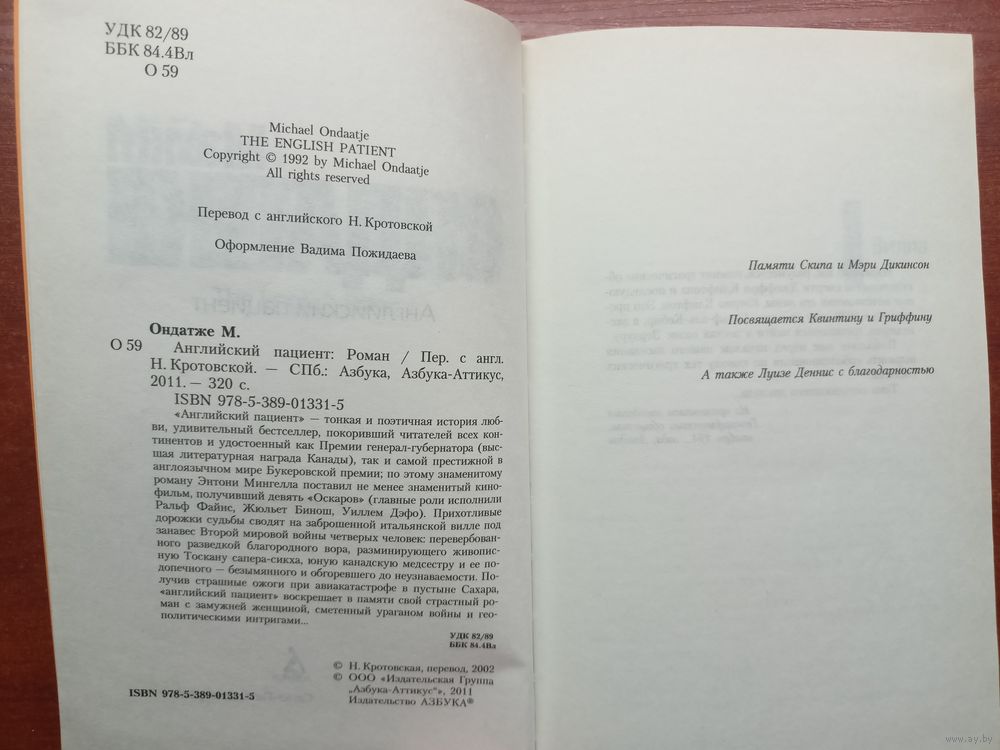 УДК 82/89
ББК 84.4Вл
О 59
Michael Ondaatje
THE ENGLISH PATIENT
Copyright © 1992 by Michael Ondaatje
All rights reserved
Перевод с английского Н. Кротовской
Оформление Вадима Пожидаева
Ондатже М.
О 59 Английский пациент: Роман / Пер. с англ.
Н. Кротовской. — СПб.: Азбука, Азбука-Аттикус,
2011. — 320 с.
ISBN 978-5-389-01331-5
«Английский пациент» — тонкая и поэтичная история люб-
ви, удивительный бестселлер, покоривший читателей всех кон-
тинентов и удостоенный как Премии генерал-губернатора (выс-
шая литературная награда Канады), так и самой престижной в
англоязычном мире Букеровской премии; по этому знаменитому
роману Энтони Мингелла поставил не менее знаменитый кино-
фильм, получивший девять «Оскаров» (главные роли исполнили
Ральф Файнс, Жюльет Бинош, Уиллем Дэфо). Прихотливые
дорожки судьбы сводят на заброшенной итальянской вилле под
занавес Второй мировой войны четверых человек: перевербован-
ного разведкой благородного вора, разминирующего живопис-
ную Тоскану сапера-сикха, юную канадскую медсестру и ее по-
допечного — безымянного и обгоревшего до неузнаваемости. По-
лучив страшные ожоги при авиакатастрофе в пустыне Сахара,
«английский пациент» воскрешает в памяти свой страстный ро-
ман с замужней женщиной, сметенный ураганом войны и гео-
политическими интригами...
УДК 82/89
ББК 84.4Вл
© Н. Кротовская, перевод, 2002
© ООО «Издательская Группа
„Азбука-Аттикус“», 2011
Издательство АЗБУКА®
ISBN 978-5-389-01331-5
Памяти Скипа и Мэри Дикинсон
Посвящается Квинтину и Гриффину
А также Луизе Деннис с благодарностью
www.ay.by